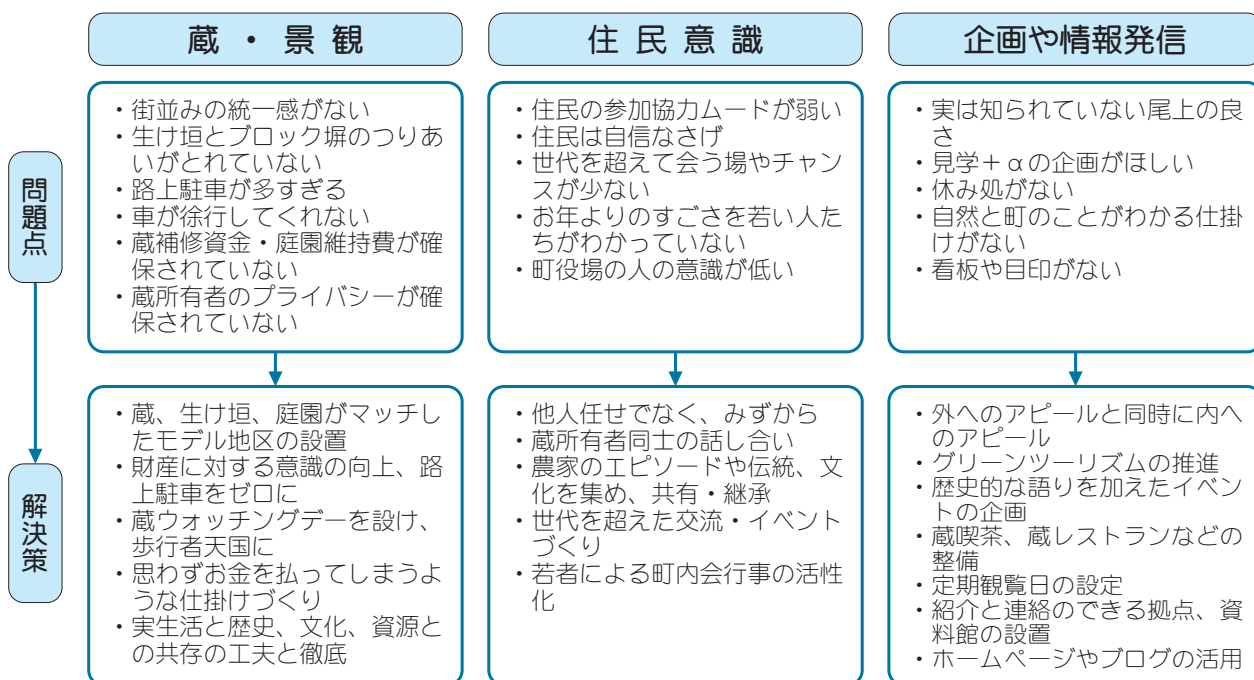 蔵・景観
住民意識
企画や情報発信
問題点
・街並みの統一感がない
・生け垣とブロック塀のつりあ
いがとれていない
・路上駐車が多すぎる
・車が徐行してくれない
・蔵補修資金・庭園維持費が確
保されていない
・蔵所有者のプライバシーが確
保されていない
・住民の参加協力ムードが弱い
・住民は自信なさげ
・世代を超えて会う場やチャン
スが少ない
・お年よりのすごさを若い人た
ちがわかっていない
・町役場の人の意識が低い
・実は知られていない尾上の良
さ
・見学+αの企画がほしい
・休み処がない
・自然と町のことがわかる仕掛
けがない
・看板や目印がない
解決策
・蔵、生け垣、庭園がマッチし
たモデル地区の設置
・財産に対する意識の向上、路
上駐車をゼロに
・蔵ウォッチングデーを設け、
歩行者天国に
・思わずお金を払ってしまうよ
うな仕掛けづくり
・実生活と歴史、文化、資源と
の共存の工夫と徹底
・他人任せでなく、みずから
・蔵所有者同士の話し合い
・農家のエピソードや伝統、文
化を集め、共有・継承
・世代を超えた交流・イベント
づくり
・若者による町内会行事の活性
化
・外へのアピールと同時に内へ
のアピール
・グリーンツーリズムの推進
・歴史的な語りを加えたイベン
トの企画
・蔵喫茶、蔵レストランなどの
整備
・定期観覧日の設定
・紹介と連絡のできる拠点、資
料館の設置
・ホームページやブログの活用